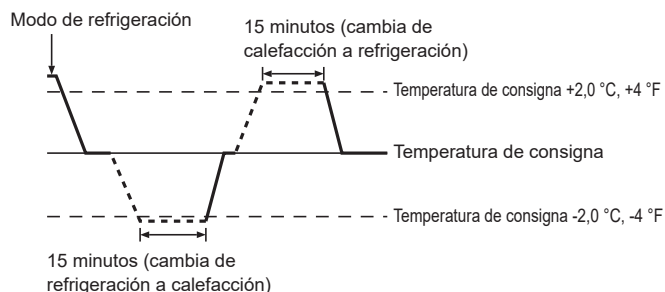 Modo de refrigeración
15 minutos (cambia de
calefacción a refrigeración)
Temperatura de consigna +2,0 °C, +4 °F
Temperatura de consigna
Temperatura de consigna -2,0 °C, -4 °F
15 minutos (cambia de
refrigeración a calefacción)